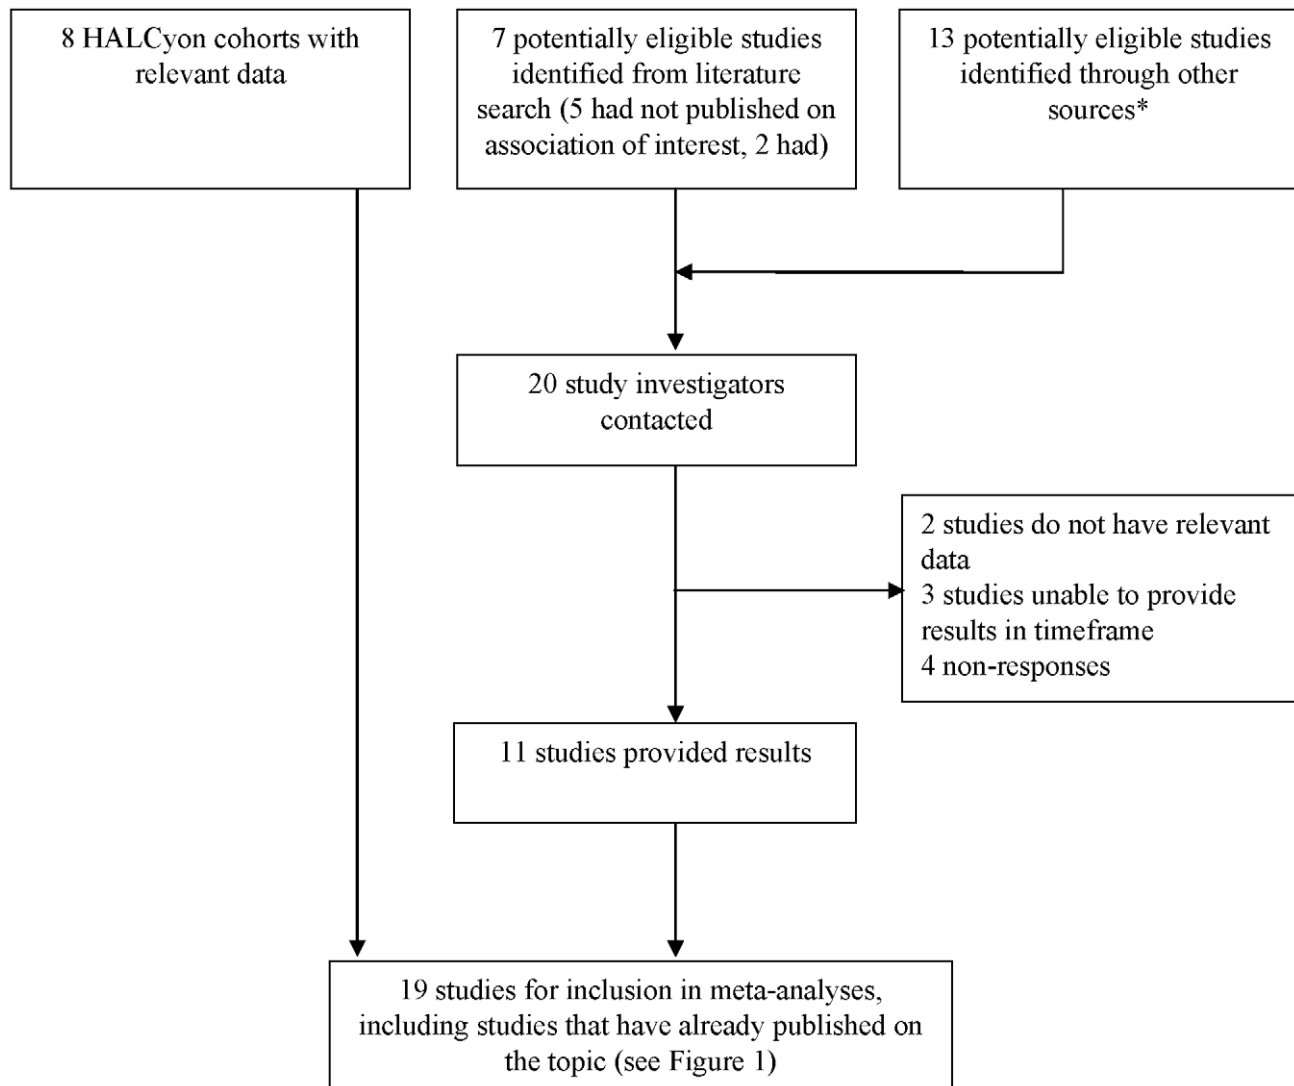 8 HALCyon cohorts with
relevant data
7 potentially eligible studies
identified from literature
search (5 had not published on
association of interest, 2 had)
13 potentially eligible studies
identified through other
sources*
20 study investigators
contacted
2 studies do not have relevant
data
3 studies unable to provide
results in timeframe
4 non-responses
11 studies provided results
19 studies for inclusion in meta-analyses,
including studies that have already published on
the topic (see Figure 1)